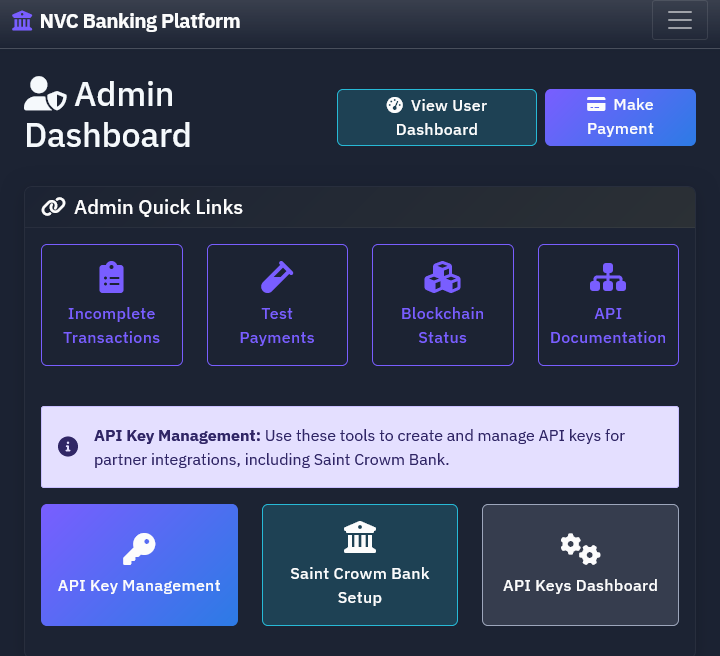 NVC Banking Platform
Admin
Dashboard
View User
Dashboard
Make
Payment
Admin Quick Links
Incomplete
Transactions
Test
Payments
Blockchain
Status
API
Documentation
API Key Management: Use these tools to create and manage API keys for
partner integrations, including Saint Crowm Bank.
API Key Management
Saint Crowm Bank
Setup
API Keys Dashboard